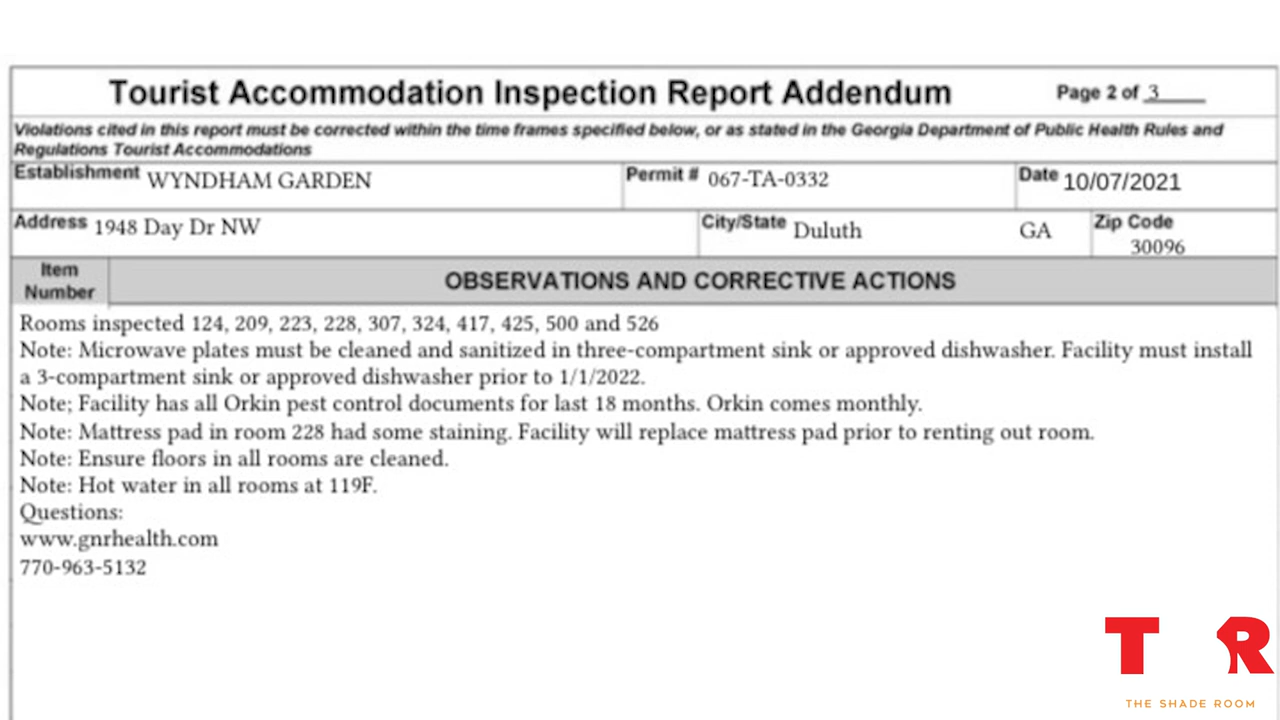 Tourist Accommodation Inspection Report Addendum Page 2 of 3
Violations cited in this report must be corrected within the time frames specified below, or as stated in the Georgia Department of Public Health Rules and
Regulations Tourist Accommodations
Establishment WYNDHAM GARDEN Permit # 067-TA-0332 Date 10/07/2021
Address 1948 Day Dr NW City/State Duluth GA Zip Code
30096
Item
Number
OBSERVATIONS AND CORRECTIVE ACTIONS
Rooms inspected 124, 209, 223, 228, 307, 324, 417, 425, 500 and 526
Note: Microwave plates must be cleaned and sanitized in three-compartment sink or approved dishwasher. Facility must install
a 3-compartment sink or approved dishwasher prior to 1/1/2022.
Note; Facility has all Orkin pest control documents for last 18 months. Orkin comes monthly.
Note: Mattress pad in room 228 had some staining. Facility will replace mattress pad prior to renting out room.
Note: Ensure floors in all rooms are cleaned.
Note: Hot water in all rooms at 119F.
Questions:
www.gnrhealth.com
770-963-5132
T R
THE SHADE ROOM